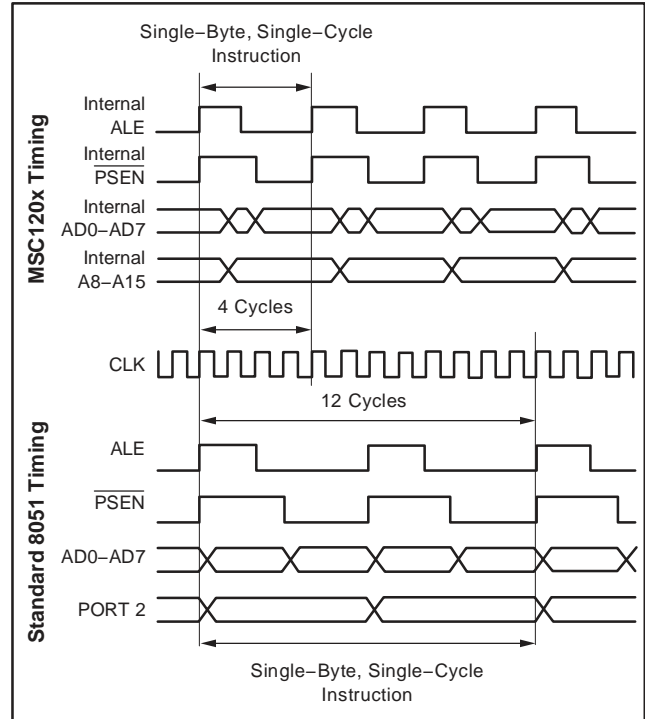 Single−Byte, Single−Cycle
Instruction
MSC120x Timing
Internal
ALE
Internal
PSEN
Internal
AD0−AD7
Internal
A8−A15
4 Cycles
CLK
12 Cycles
Standard 8051 Timing
ALE
PSEN
AD0−AD7
PORT 2
Single−Byte, Single−Cycle
Instruction